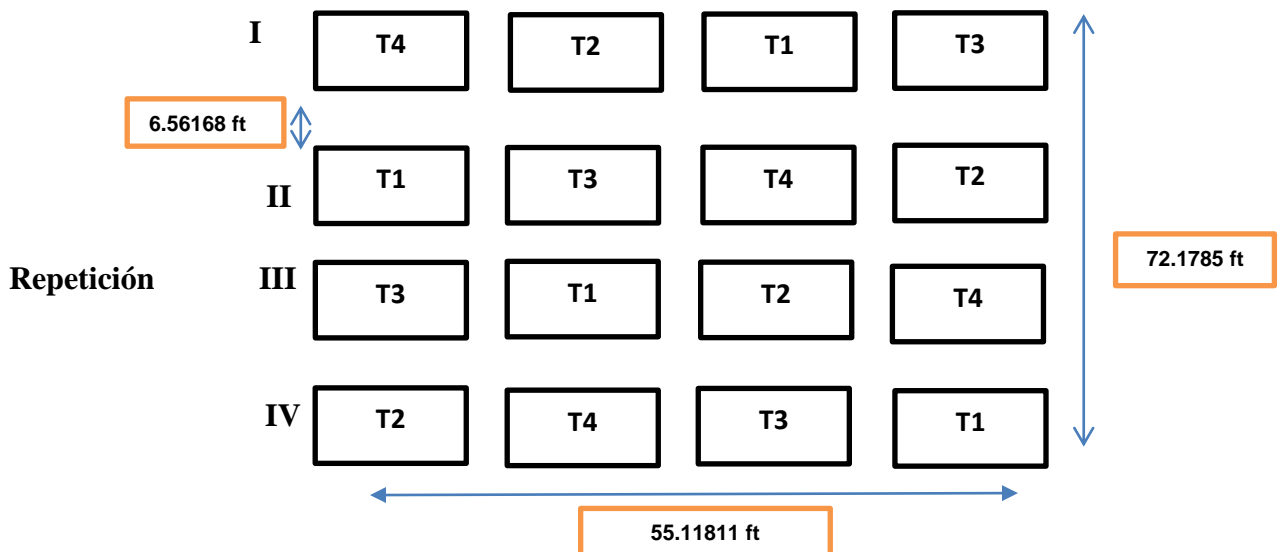 I T4 T2 T1 T3
6.56168 ft
II T1 T3 T4 T2
Repetición III T3 T1 T2 T4
72.1785 ft
IV T2 T4 T3 T1
55.11811 ft